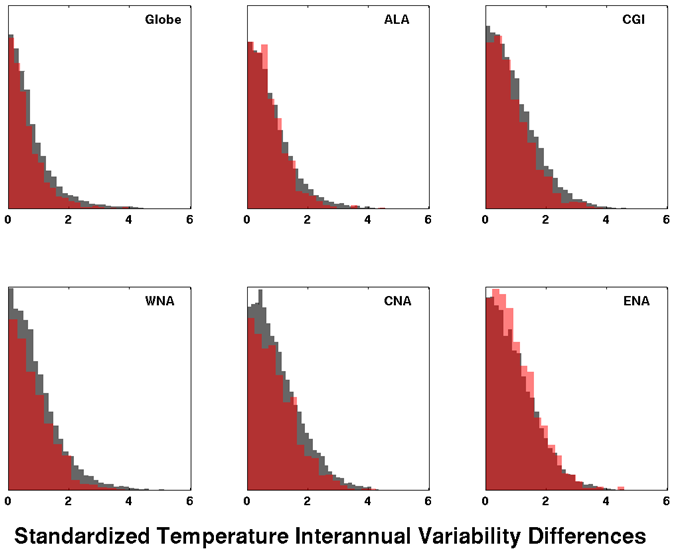 Globe ALA CGI
0 2 4 6 0 2 4 6 0 2 4 6
WNA CNA ENA
0 2 4 6 0 2 4 6 0 2 4 6
Standardized Temperature Interannual Variability Differences